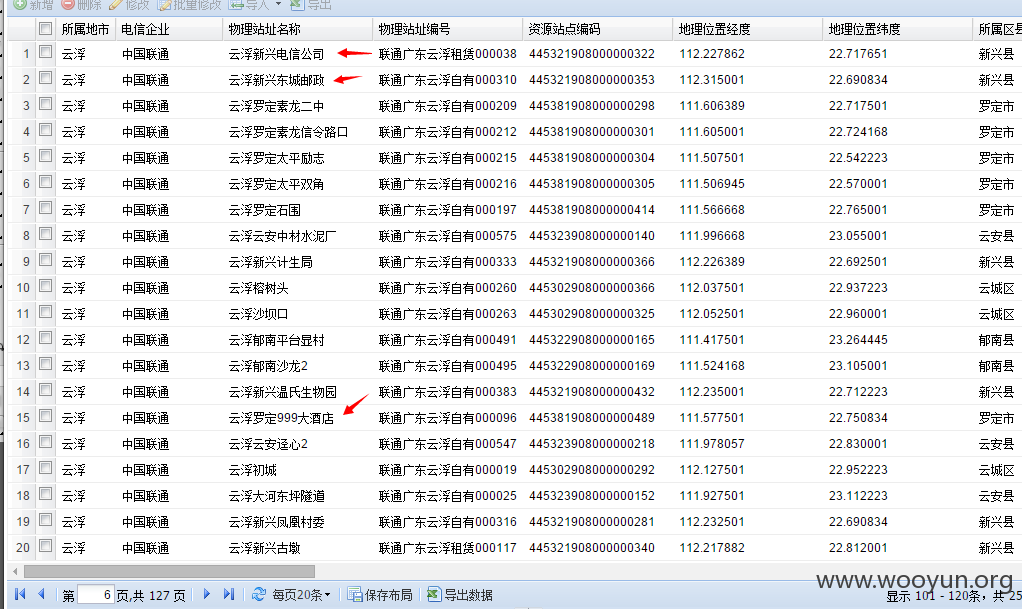 新增 删除 修改 批量修改 导入 导出
所属地市 电信企业 物理站址名称 物理站址编号 资源站点编码 地理位置经度 地理位置纬度 所属区县
1 云浮 中国联通 云浮新兴电信公司 联通广东云浮租赁000038 445321908000000322 112.227862 22.717651 新兴县
2 云浮 中国联通 云浮新兴东城邮政 联通广东云浮自有000310 445321908000000353 112.315001 22.690834 新兴县
3 云浮 中国联通 云浮罗定素龙二中 联通广东云浮自有000209 445381908000000298 111.606389 22.717501 罗定市
4 云浮 中国联通 云浮罗定素龙信令路口 联通广东云浮自有000212 445381908000000301 111.605001 22.724168 罗定市
5 云浮 中国联通 云浮罗定太平励志 联通广东云浮自有000215 445381908000000304 111.507501 22.542223 罗定市
6 云浮 中国联通 云浮罗定太平双角 联通广东云浮自有000216 445381908000000305 111.506945 22.570001 罗定市
7 云浮 中国联通 云浮罗定石围 联通广东云浮自有000197 445381908000000414 111.566668 22.765001 罗定市
8 云浮 中国联通 云浮云安中材水泥厂 联通广东云浮自有000575 445323908000000140 111.996668 23.055001 云安县
9 云浮 中国联通 云浮新兴计生局 联通广东云浮自有000333 445321908000000366 112.226389 22.692501 新兴县
10 云浮 中国联通 云浮榕树头 联通广东云浮自有000260 445302908000000366 112.037501 22.937223 云城区
11 云浮 中国联通 云浮沙坝口 联通广东云浮自有000263 445302908000000325 112.052501 22.960001 云城区
12 云浮 中国联通 云浮郁南平台显村 联通广东云浮自有000491 445322908000000165 111.417501 23.264445 郁南县
13 云浮 中国联通 云浮郁南沙龙2 联通广东云浮自有000495 445322908000000169 111.524168 23.105001 郁南县
14 云浮 中国联通 云浮新兴温氏生物园 联通广东云浮自有000383 445321908000000432 112.235001 22.712223 新兴县
15 云浮 中国联通 云浮罗定999大酒店 联通广东云浮自有000096 445381908000000489 111.577501 22.750834 罗定市
16 云浮 中国联通 云浮云安迳心2 联通广东云浮自有000547 445323908000000218 111.978057 22.830001 云安县
17 云浮 中国联通 云浮初城 联通广东云浮自有000019 445302908000000292 112.127501 22.952223 云城区
18 云浮 中国联通 云浮大河东坪隧道 联通广东云浮自有000025 445323908000000152 111.927501 23.112223 云安县
19 云浮 中国联通 云浮新兴凤凰村委 联通广东云浮自有000316 445321908000000281 112.232501 22.690834 新兴县
20 云浮 中国联通 云浮新兴古墩 联通广东云浮租赁000117 445321908000000340 112.217882 22.812001 新兴县
www.wooyun.org
第 6 页,共 127 页 每页20条 保存布局 导出数据 显示 101 - 120条，共 25